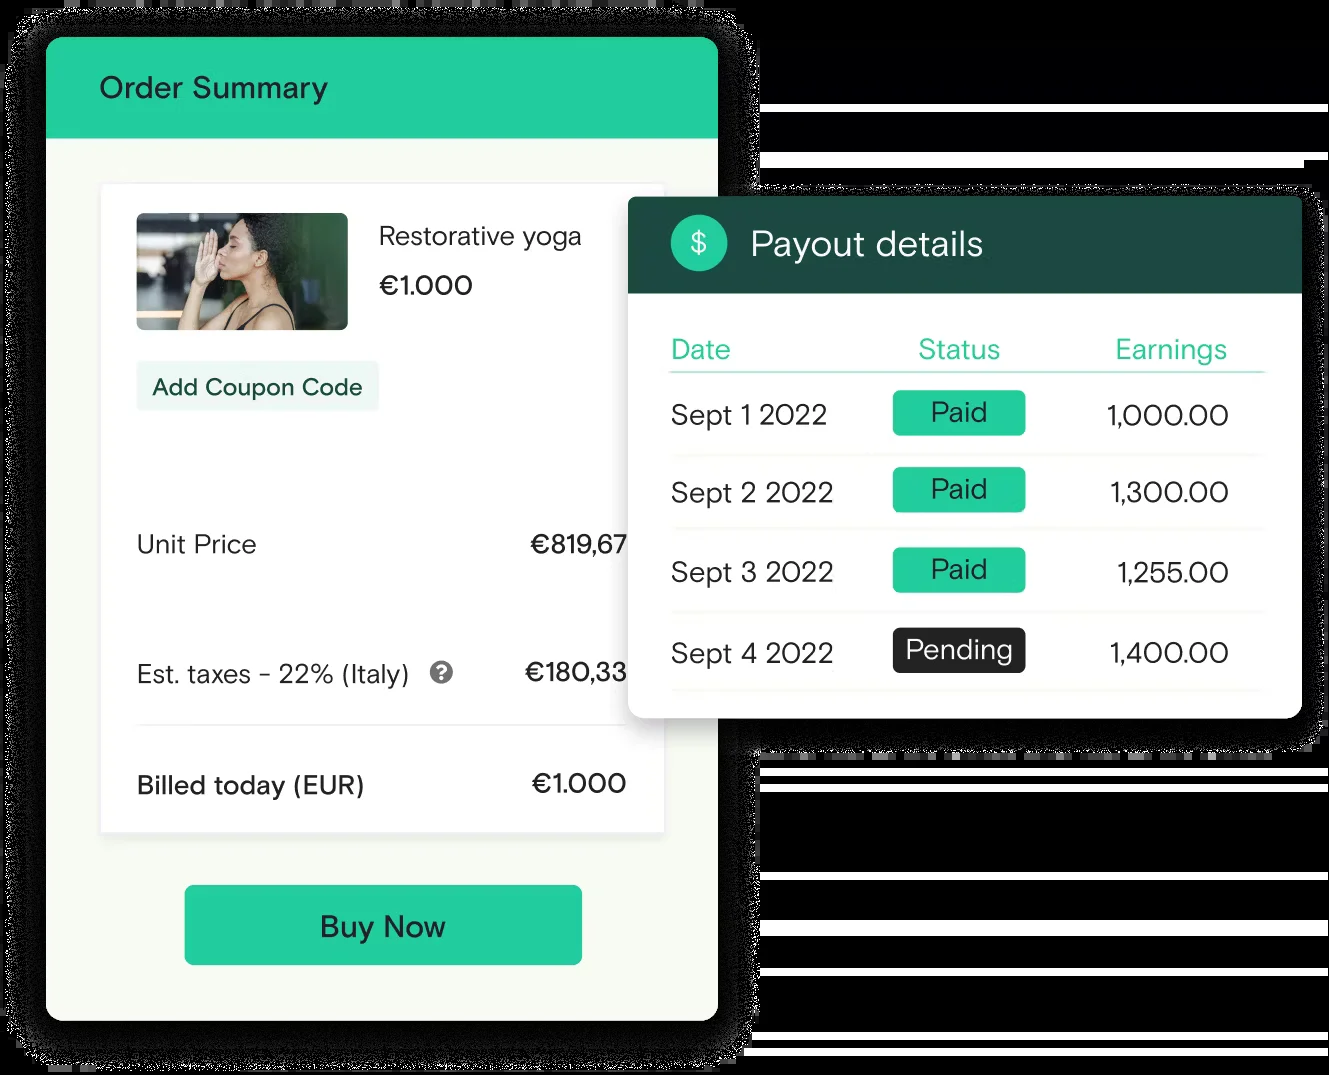 Order Summary
Restorative yoga
€1.000
Add Coupon Code
Unit Price €819,67
Est. taxes - 22% (Italy) ? €180,33
Billed today (EUR) €1.000
Buy Now
$ Payout details
Date Status Earnings
Sept 1 2022 Paid 1,000.00
Sept 2 2022 Paid 1,300.00
Sept 3 2022 Paid 1,255.00
Sept 4 2022 Pending 1,400.00